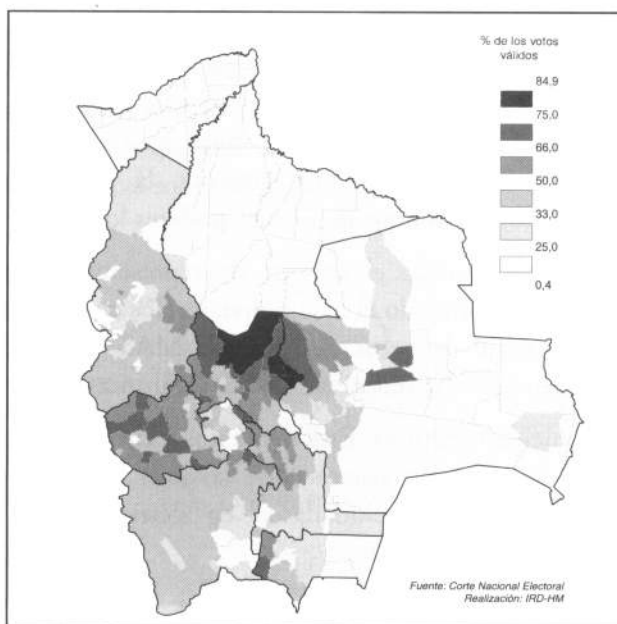 % de los votos
válidos
84.9
75,0
66,0
50,0
33,0
25,0
0,4
Fuente: Corte Nacional Electoral
Realización: IRD-HM